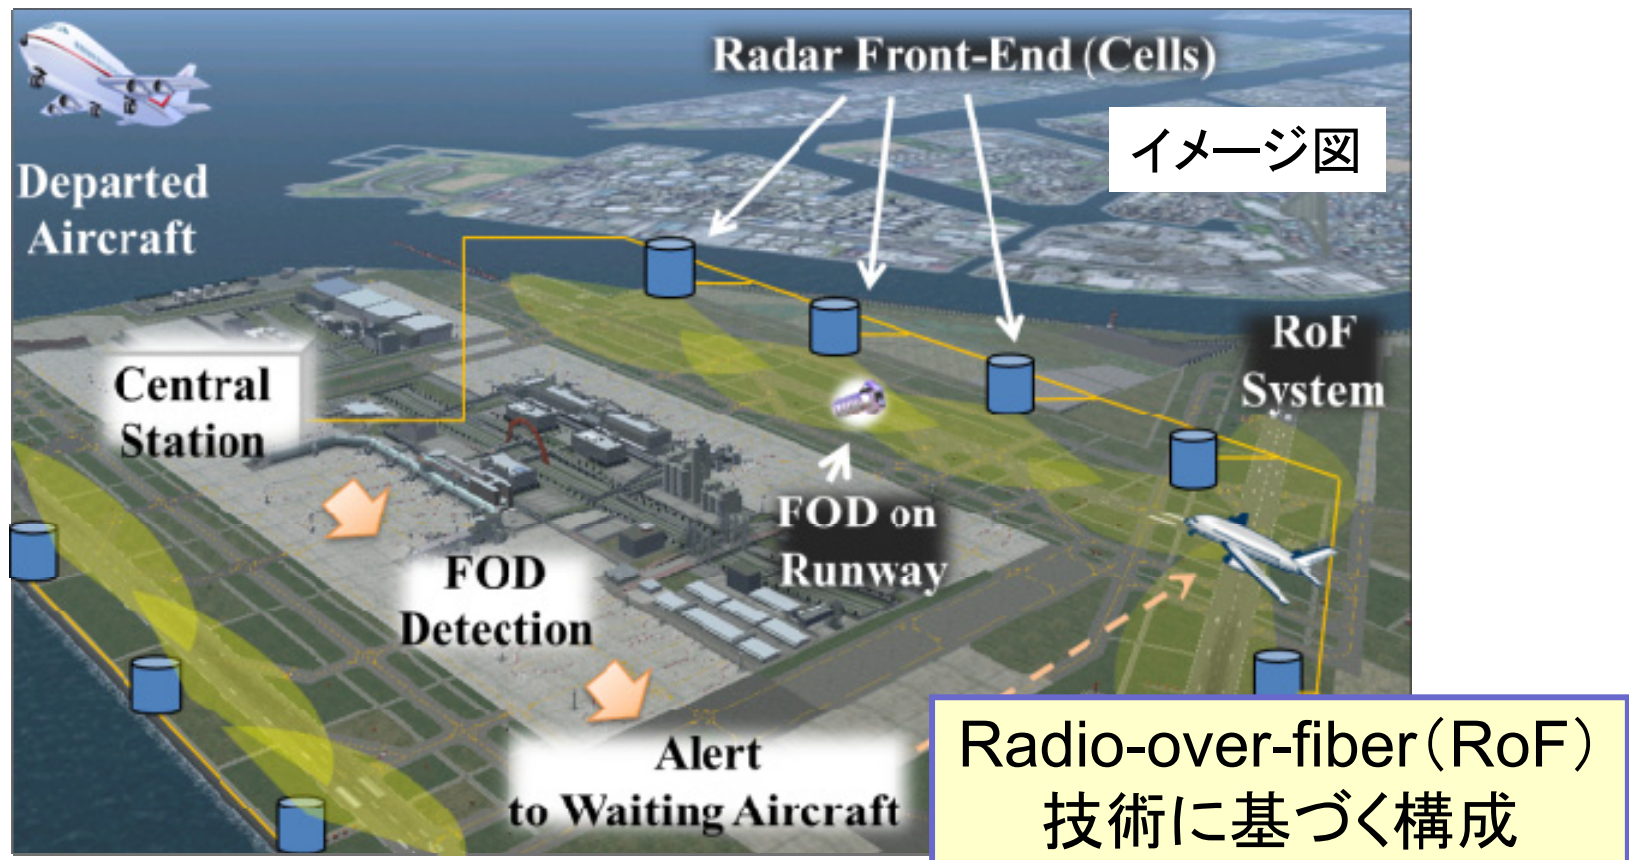 Radar Front-End (Cells)
イメージ図
Departed
Aircraft
RoF
System
Central
Station
FOD on
Runway
FOD
Detection
Alert
to Waiting Aircraft
Radio-over-fiber（RoF）
技術に基づく構成